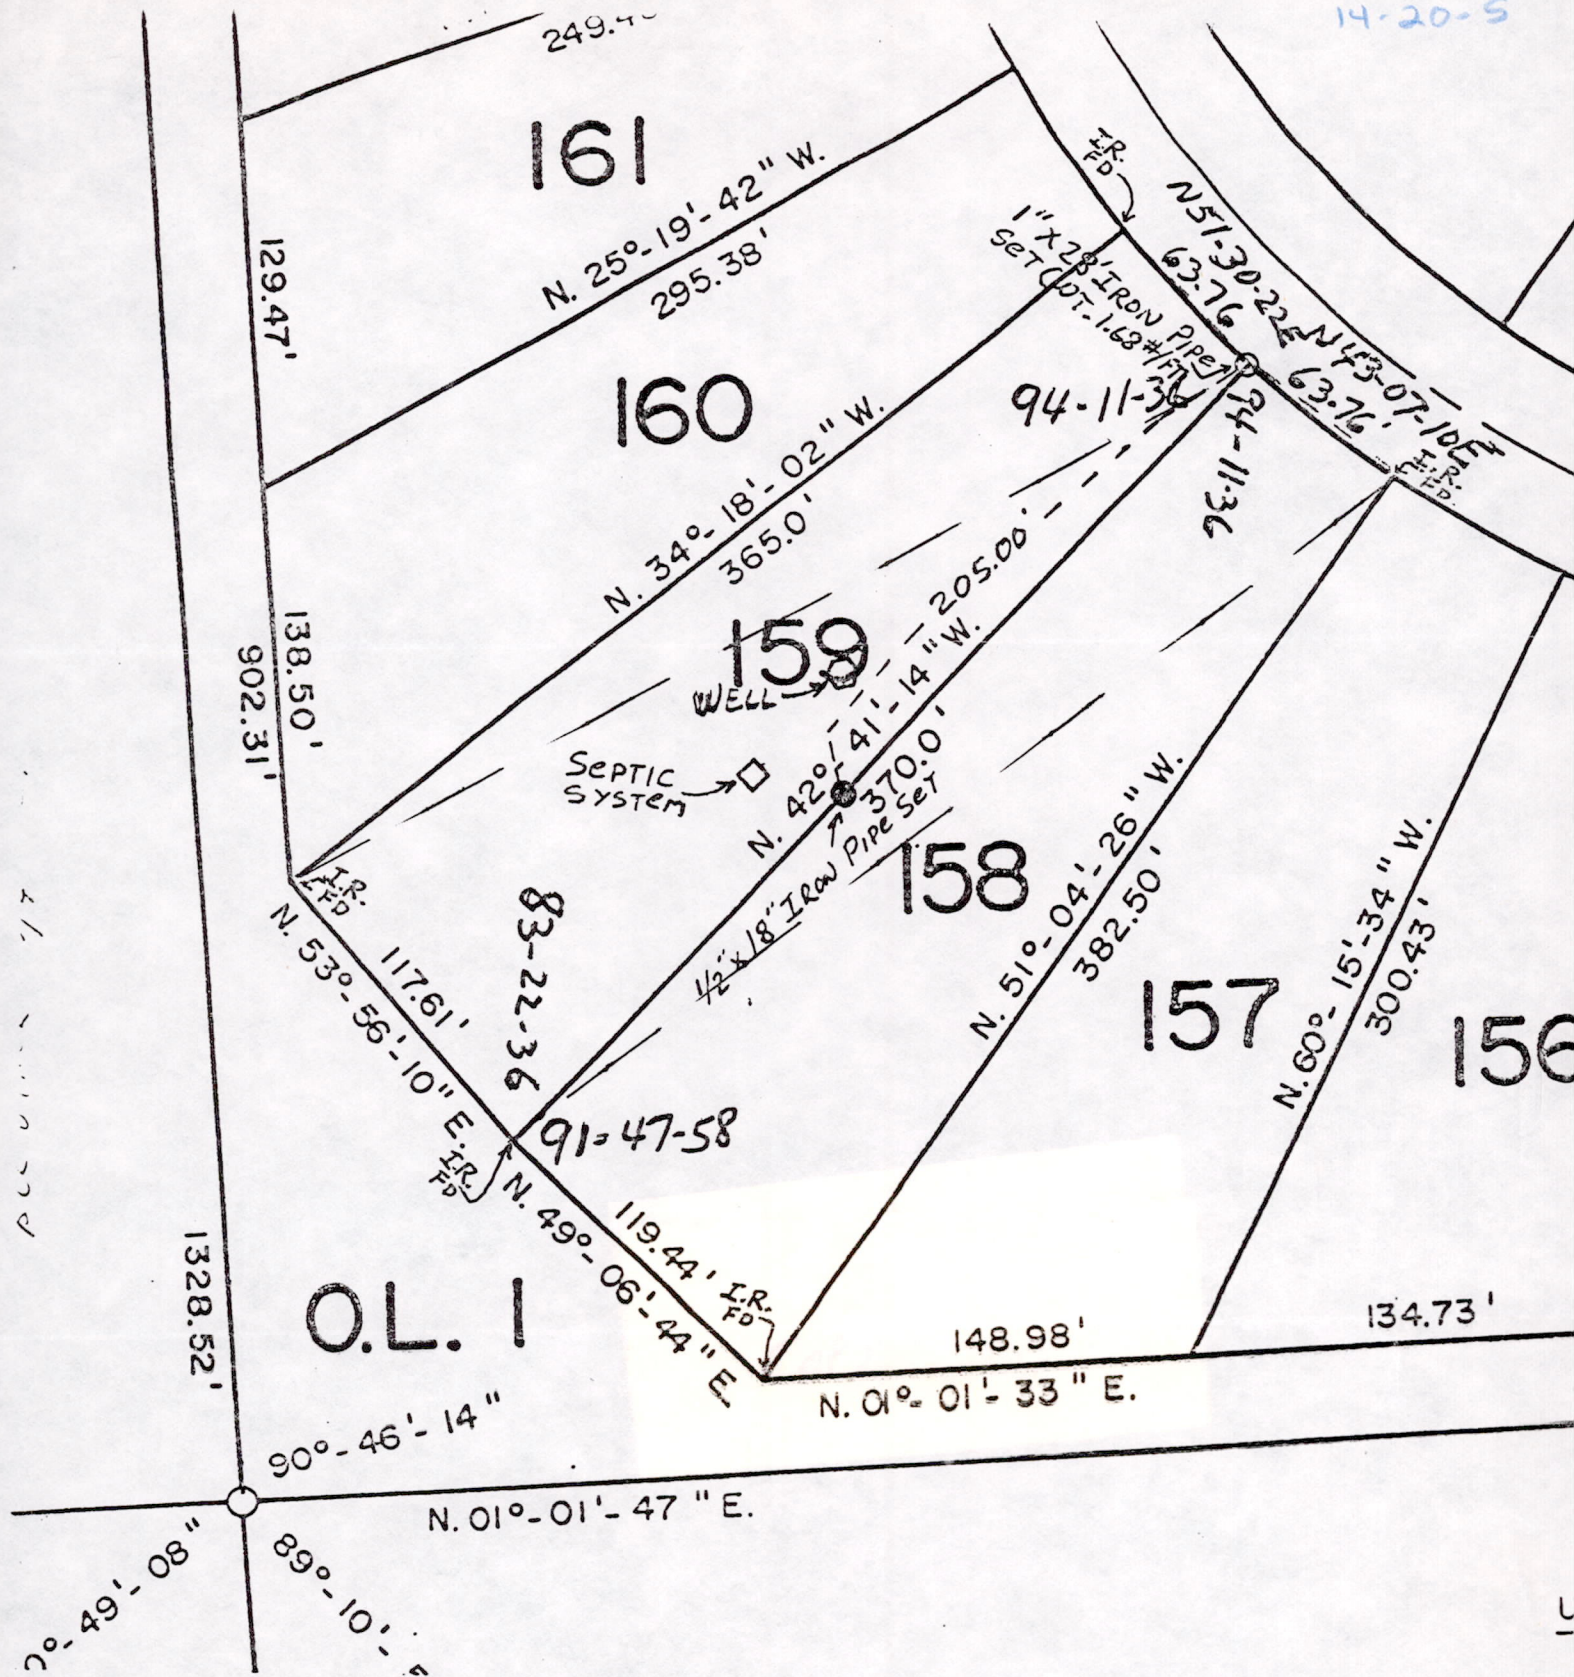 14-20-5
161
N. 25°-19'-42" W.
295.38'
129.47'
I.R.
FD
N51-30-22E
63.76
1" X 28' IRON PIPE
SET (WT-1.68#/FT)
N43-07-10E
63.76'
I.R.
FD.
160
94-11-36
94-11-36
N. 34°-18'-02" W.
365.0'
205.00'
138.50'
902.31'
159
WELL
N. 42°-41'-14" W.
370.0'
SEPTIC
SYSTEM
1/2" X 18" IRON PIPE SET
158
N. 51°-04'-26" W.
382.50'
I.R.
FD
83-22-36
117.61'
N. 53°-56'-10" E.
157
N. 60°-15'-34" W.
300.43'
156
I.R.
FD
91-47-58
119.44'
N. 49°-06'-44" E.
I.R.
FD
1328.52'
O.L. 1
148.98'
134.73'
N. 01°-01'-33" E.
90°-46'-14"
N. 01°-01'-47" E.
0°-49'-08"
89°-10'-